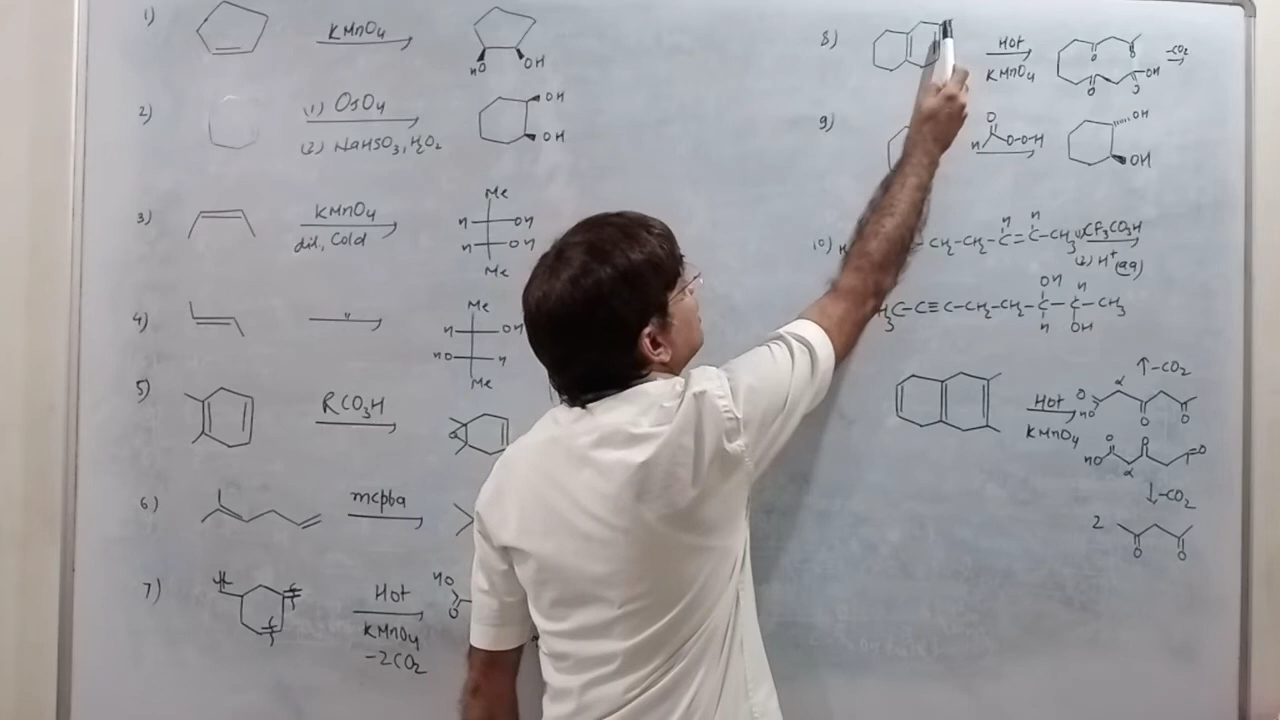 1) KMnO4 HO OH
2) (1) OsO4 OH
(2) NaHSO3, H2O2 OH
3) KMnO4 Me
dil, Cold H OH
H OH
Me
4) " Me
H OH
HO H
Me
5) RCO3H
6) mcpba
7) Hot HO
KMnO4 O
-2CO2
8) Hot -CO2
KMnO4 O O OH O O
9) O OH
H O-O-H OH
10) H -CH2-CH2-C=C-CH3 (1) CF3CO3H
H H (2) H+ (aq)
OH H
H3C-C≡C-CH2-CH2-C-C-CH3
H OH
↑-CO2
Hot O α
KMnO4 HO O O
O O O
HO α
↓-CO2
2
O O